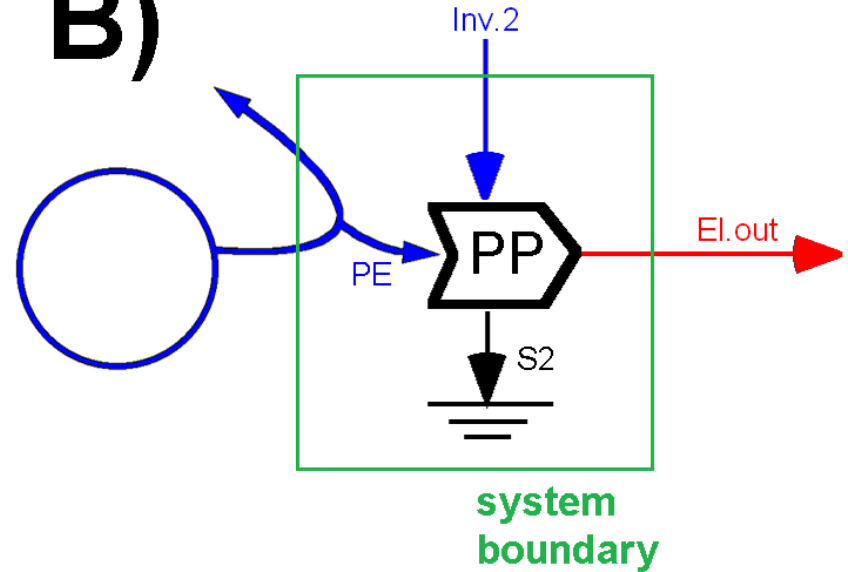 B)
Inv.2
PE
PP
El.out
S2
system
boundary